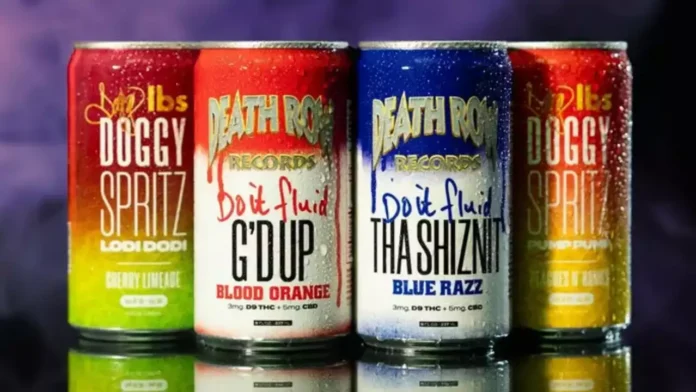 lbs
DOGGY
SPRITZ
LODI DODI
CHERRY LIMEADE
DEATH ROW
RECORDS
Do it fluid
G'D UP
BLOOD ORANGE
3mg. D9 THC + 5mg. CBD
DEATH ROW
RECORDS
Do it fluid
THA SHIZNIT
BLUE RAZZ
3mg. D9 THC + 5mg. CBD
lbs
DOGGY
SPRITZ
PUMP PUMP